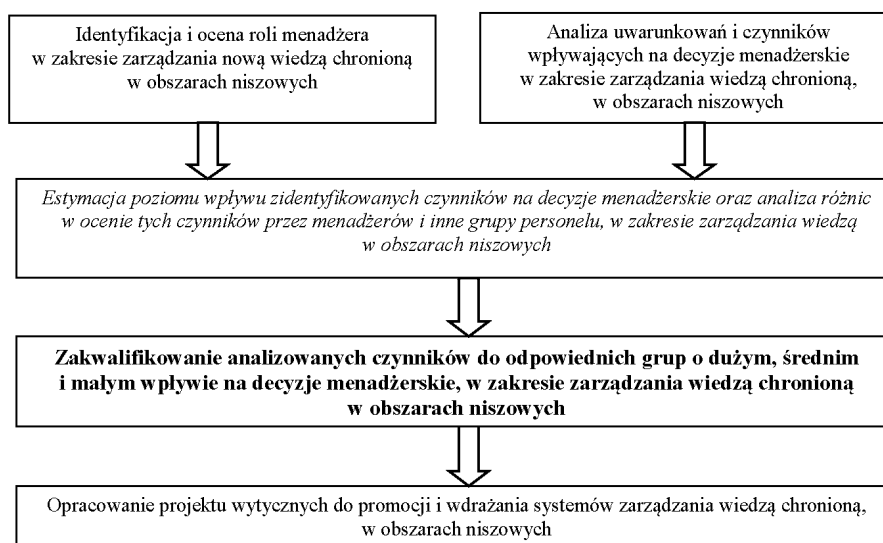 Identyfikacja i ocena roli menadżera
w zakresie zarządzania nową wiedzą chronioną
w obszarach niszowych
Analiza uwarunkowań i czynników
wpływających na decyzje menadżerskie
w zakresie zarządzania wiedzą chronioną,
w obszarach niszowych
Estymacja poziomu wpływu zidentyfikowanych czynników na decyzje menadżerskie oraz analiza różnic
w ocenie tych czynników przez menadżerów i inne grupy personelu, w zakresie zarządzania wiedzą
w obszarach niszowych
Zakwalifikowanie analizowanych czynników do odpowiednich grup o dużym, średnim
i małym wpływie na decyzje menadżerskie, w zakresie zarządzania wiedzą chronioną
w obszarach niszowych
Opracowanie projektu wytycznych do promocji i wdrażania systemów zarządzania wiedzą chronioną,
w obszarach niszowych